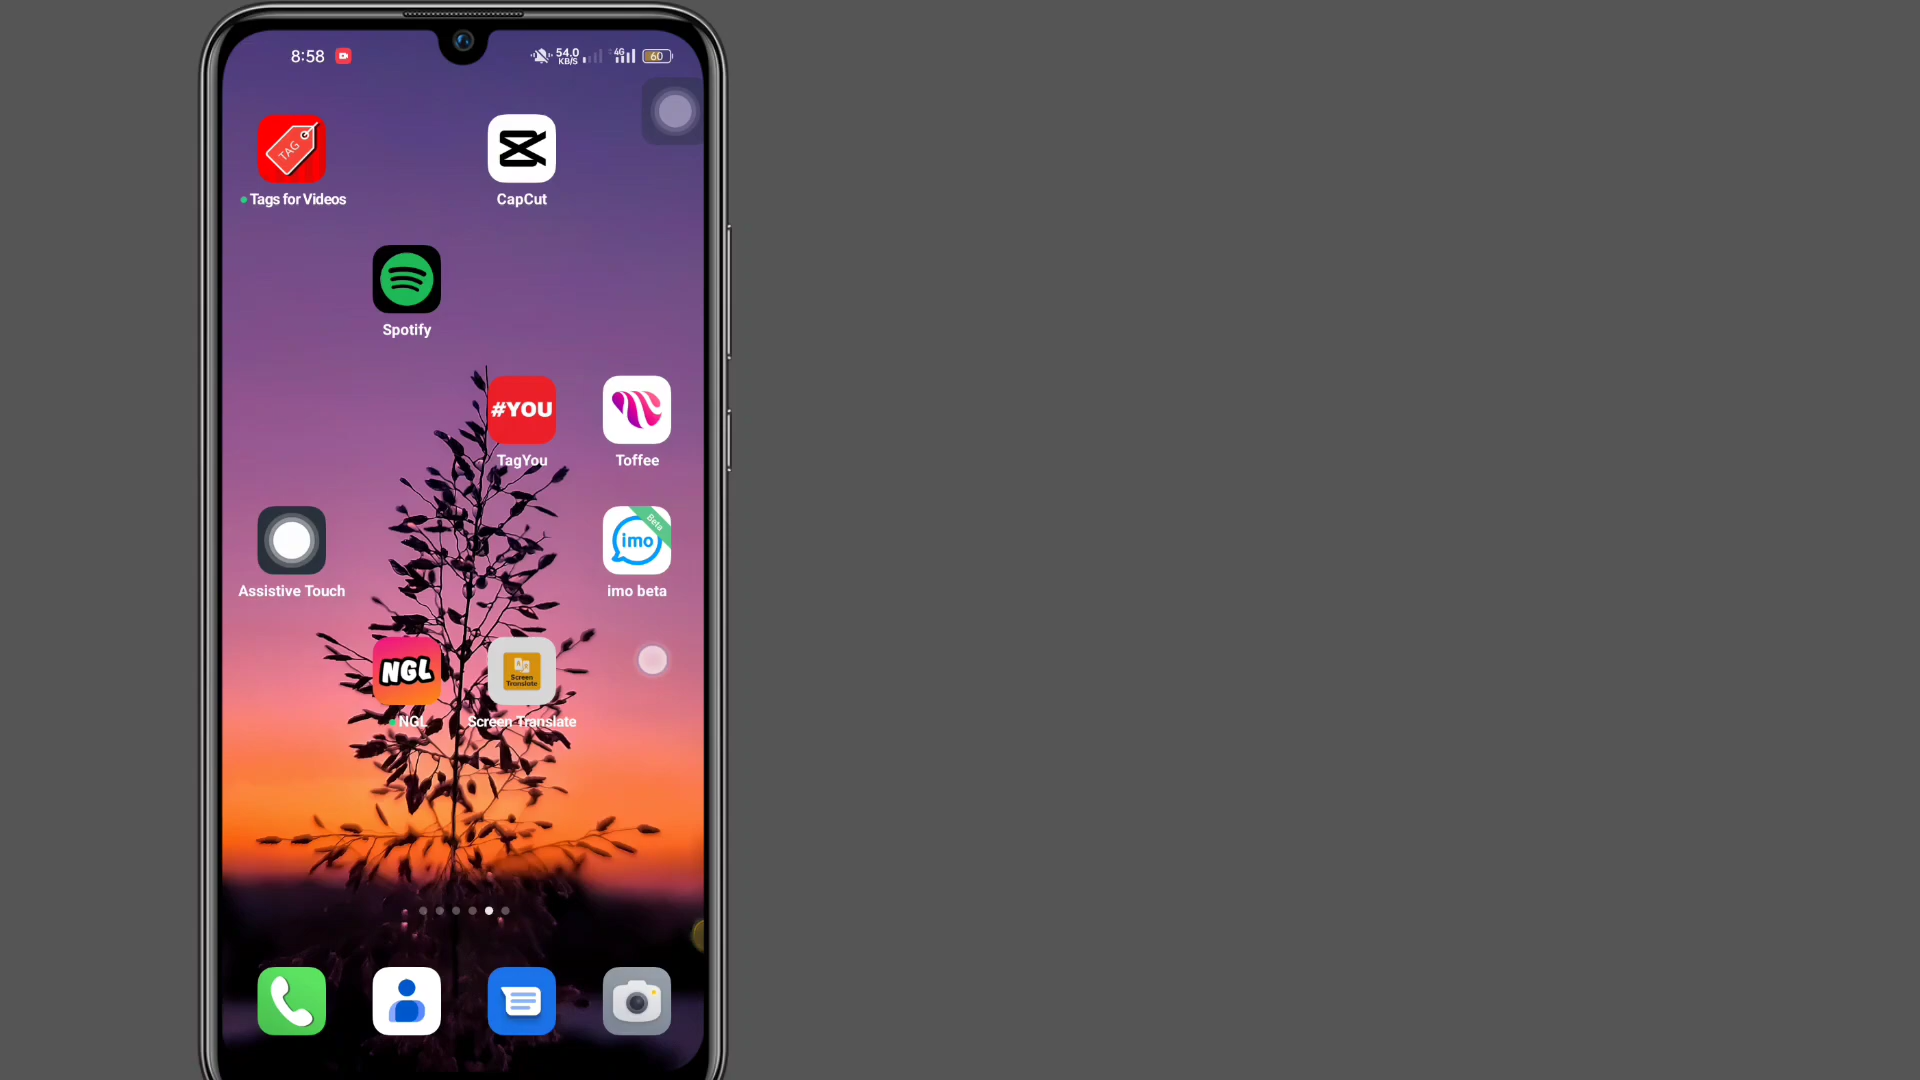 8:58
54.0
KB/S
4G
60
TAG
Tags for Videos
CapCut
Spotify
#YOU
TagYou
Toffee
Assistive Touch
imo
Beta
imo beta
NGL
Screen
Translate
NGL
Screen Translate